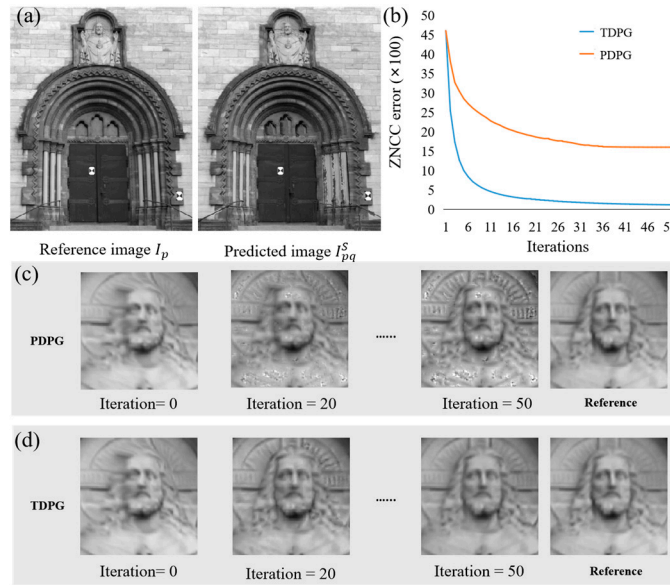 (a)
Reference image I_p
Predicted image I_{pq}^S
(b)
ZNCC error (×100)
50
45
40
35
30
25
20
15
10
5
0
TDPG
PDPG
1 6 11 16 21 26 31 36 41 46
Iterations
(c)
PDPG
Iteration= 0
Iteration = 20
......
Iteration = 50
Reference
(d)
TDPG
Iteration= 0
Iteration = 20
......
Iteration = 50
Reference